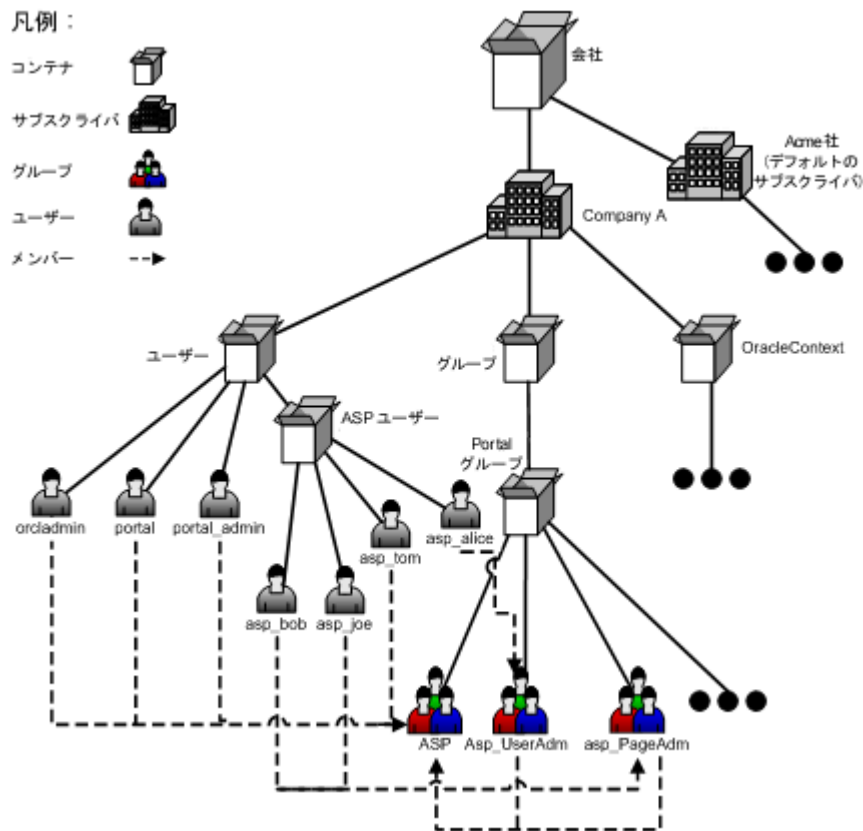 凡例：
コンテナ
サブスクライバ
グループ
ユーザー
メンバー
会社
Acme社
(デフォルトの
サブスクライバ)
Company A
ユーザー
グループ
OracleContext
ASP ユーザー
Portal
グループ
orcladmin
portal
portal_admin
asp_alice
asp_tom
asp_bob
asp_joe
ASP
Asp_UserAdm
asp_PageAdm